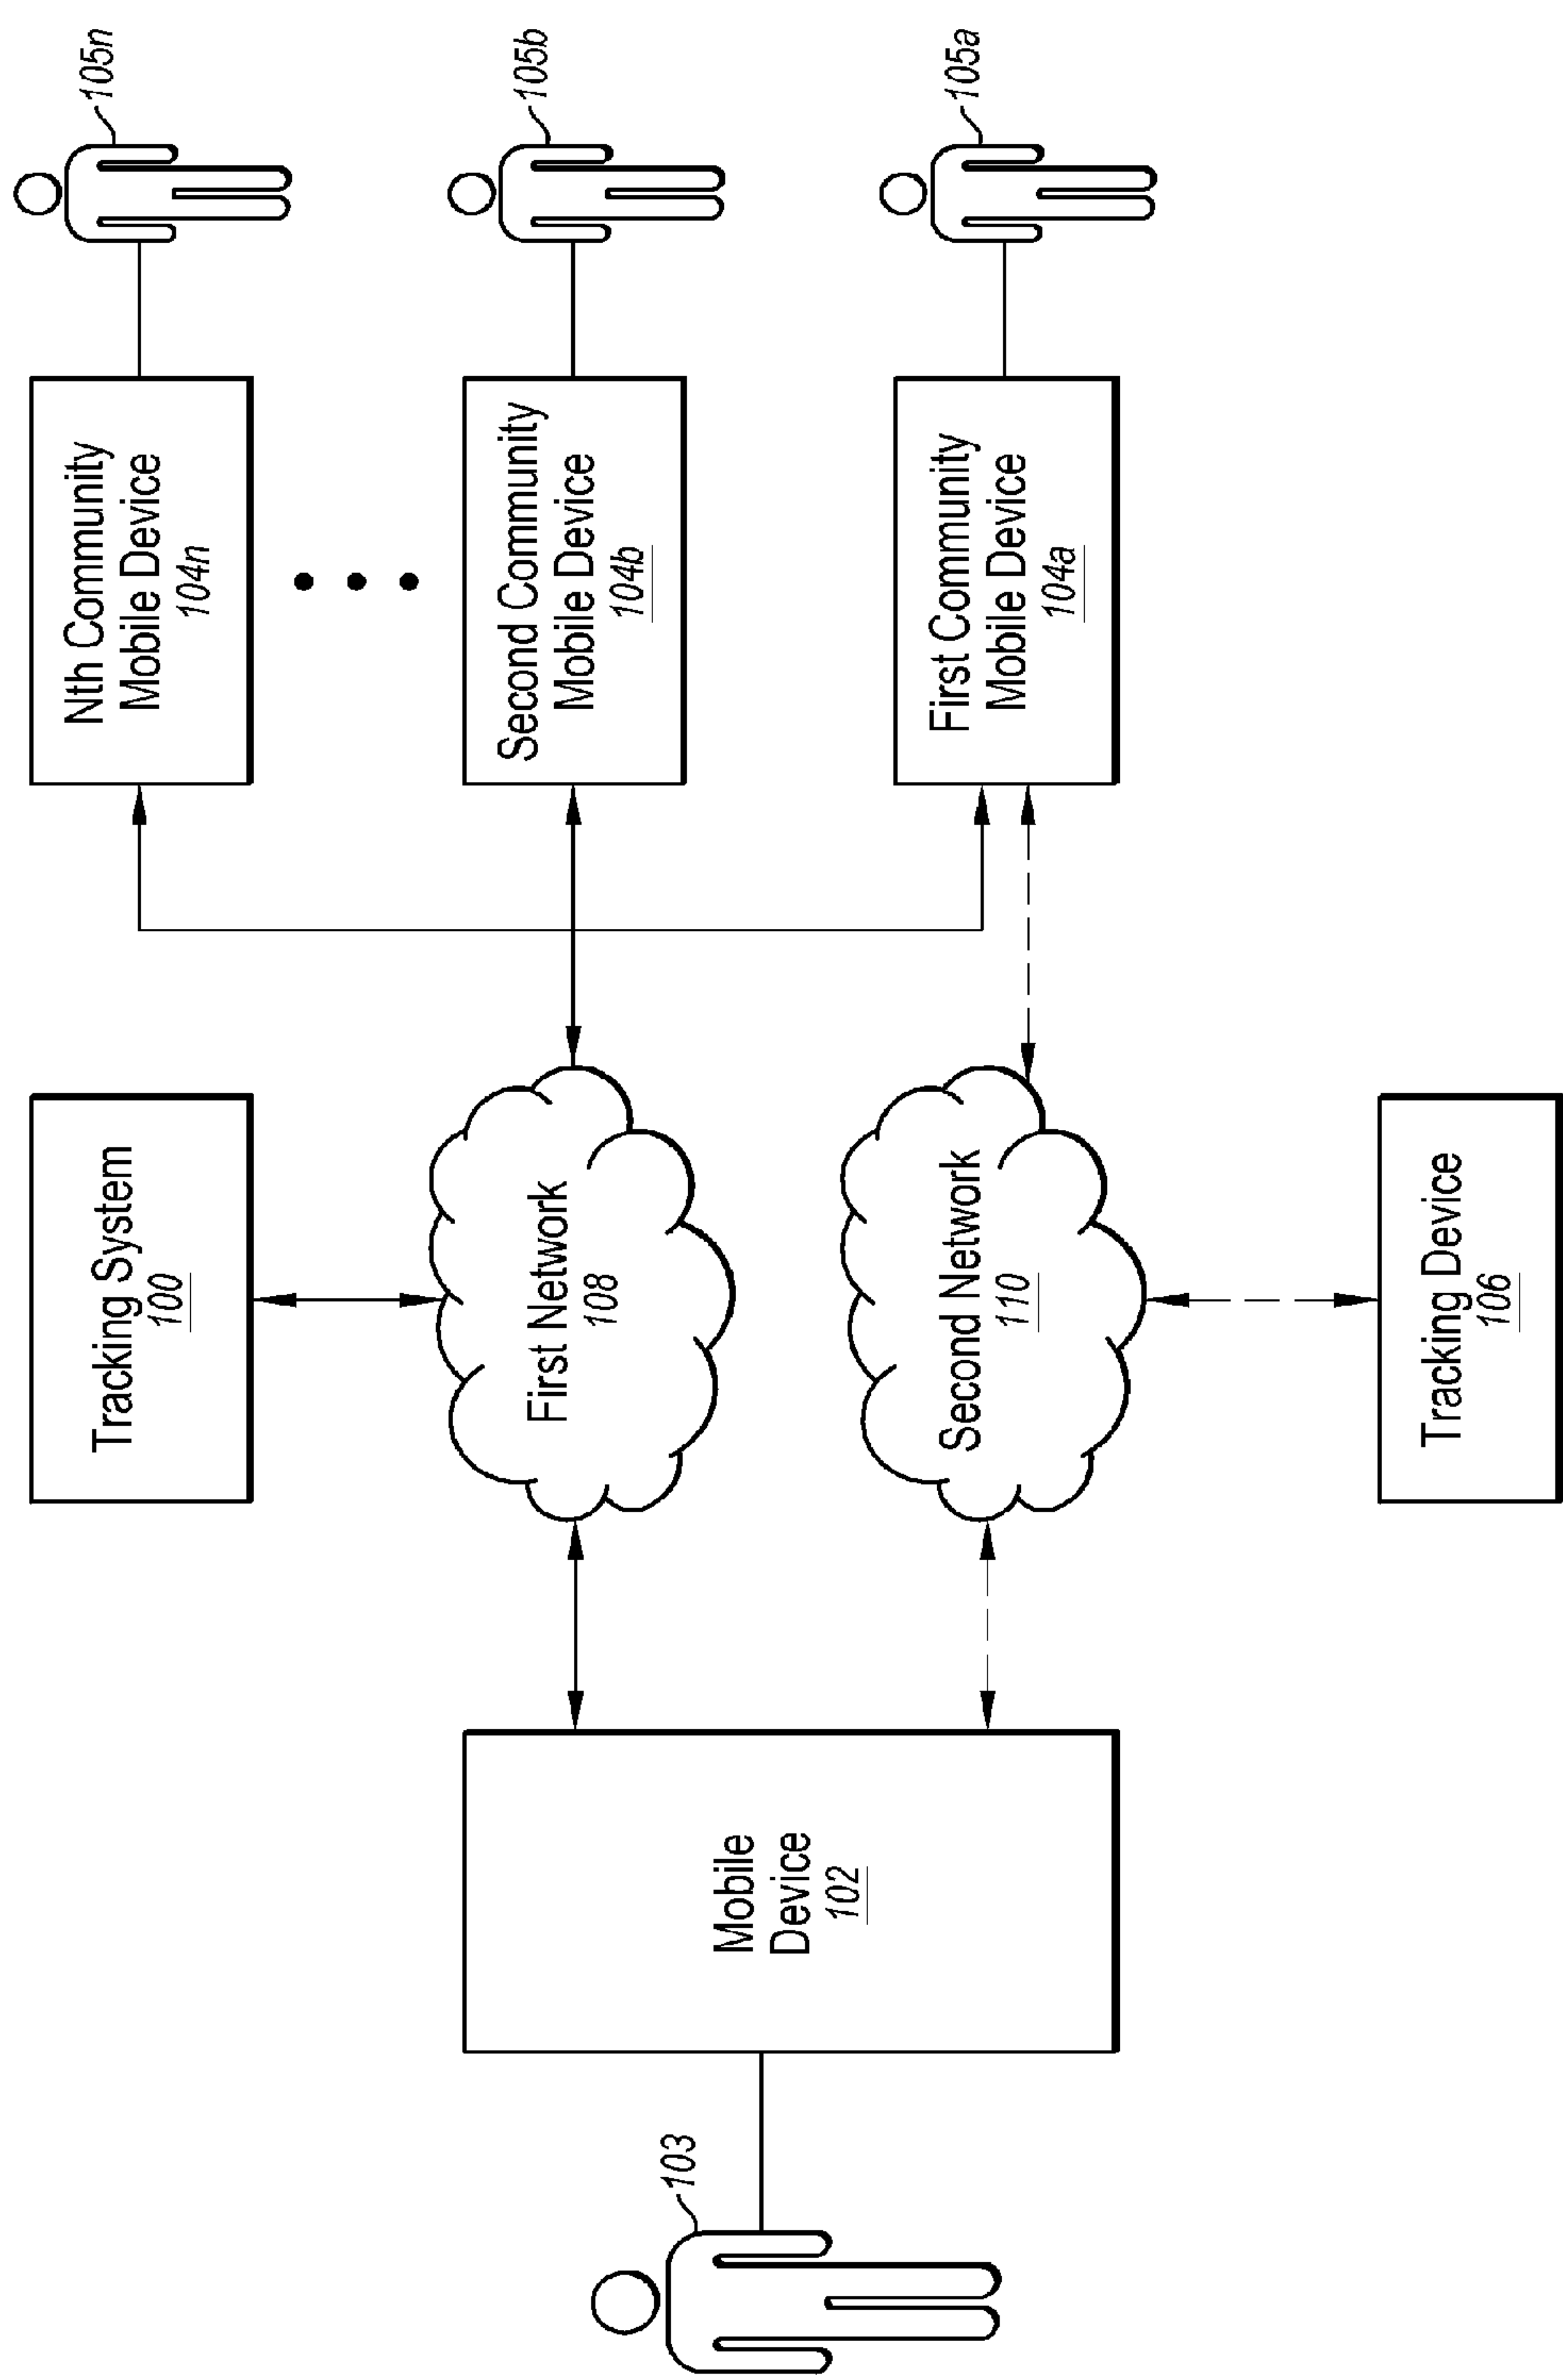 Tracking System
100
Nth Community
Mobile Device
104n
105n
First Network
108
Second Community
Mobile Device
104b
105b
103
Mobile
Device
102
Second Network
110
First Community
Mobile Device
104a
105a
Tracking Device
106